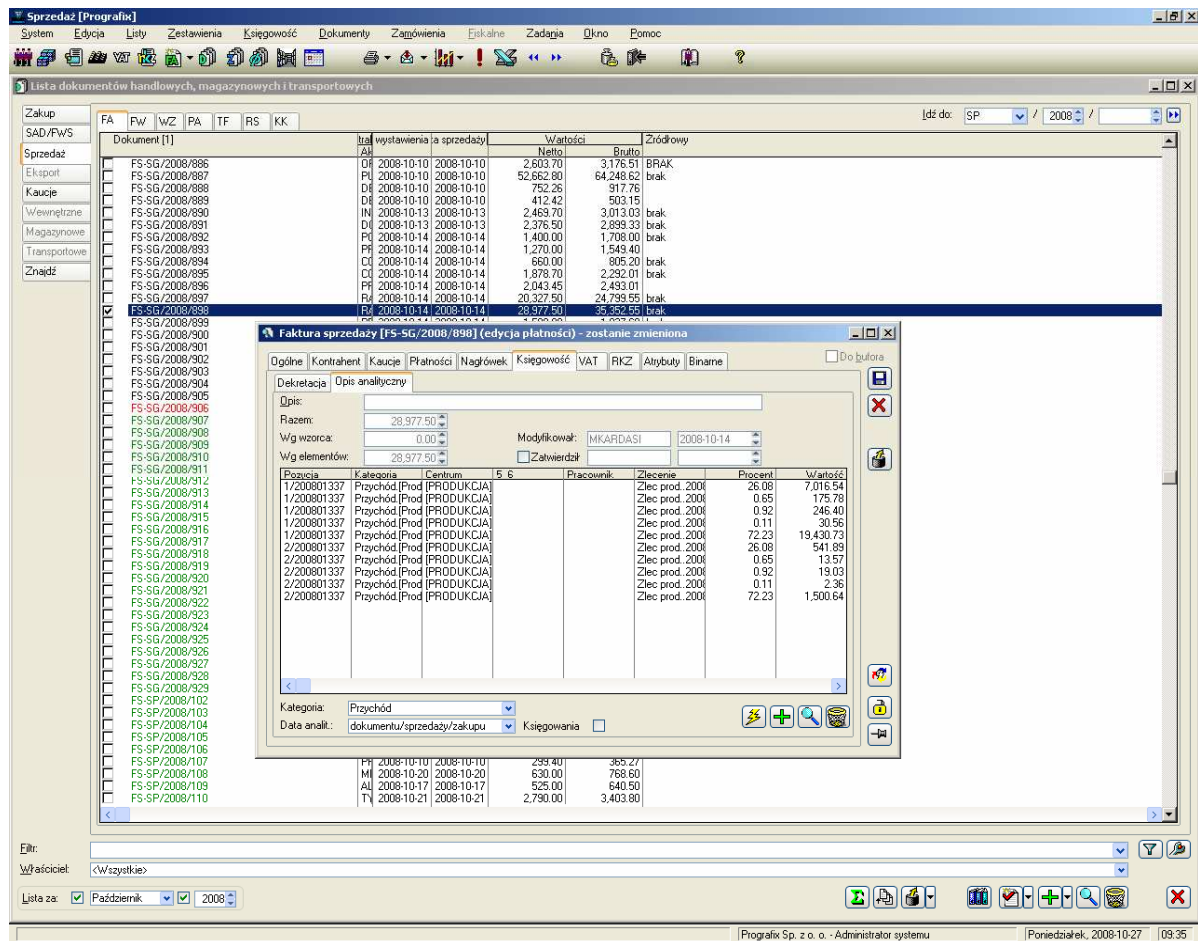 Sprzedaż [Prografix]
System Edycja Listy Zestawienia Księgowość Dokumenty Zamówienia Fiskalne Zadania Okno Pomoc
Lista dokumentów handlowych, magazynowych i transportowych
Zakup
SAD/FWS
Sprzedaż
Eksport
Kaucje
Wewnętrzne
Magazynowe
Transportowe
Znajdź
FA FW WZ PA TF RS KK
Idź do: SP / 2008 /
Dokument [1] wystawienia a sprzedaży Wartości Źródłowy
Netto Brutto
FS-SG/2008/886 2008-10-10 2008-10-10 2,603.70 3,176.51 BRAK
FS-SG/2008/887 2008-10-10 2008-10-10 52,662.80 64,248.62 brak
FS-SG/2008/888 2008-10-10 2008-10-10 752.26 917.76
FS-SG/2008/889 2008-10-10 2008-10-10 412.42 503.15
FS-SG/2008/890 IN 2008-10-13 2008-10-13 2,469.70 3,013.03 brak
FS-SG/2008/891 2008-10-13 2008-10-13 2,376.50 2,899.33 brak
FS-SG/2008/892 2008-10-14 2008-10-14 1,400.00 1,708.00 brak
FS-SG/2008/893 2008-10-14 2008-10-14 1,270.00 1,549.40
FS-SG/2008/894 2008-10-14 2008-10-14 660.00 805.20 brak
FS-SG/2008/895 2008-10-14 2008-10-14 1,878.70 2,292.01 brak
FS-SG/2008/896 2008-10-14 2008-10-14 2,043.45 2,493.01
FS-SG/2008/897 2008-10-14 2008-10-14 20,327.50 24,799.55 brak
FS-SG/2008/898 2008-10-14 2008-10-14 28,977.50 35,352.55 brak
FS-SG/2008/899
FS-SG/2008/900
FS-SG/2008/901
FS-SG/2008/902
FS-SG/2008/903
FS-SG/2008/904
FS-SG/2008/905
FS-SG/2008/906
FS-SG/2008/907
FS-SG/2008/908
FS-SG/2008/909
FS-SG/2008/910
FS-SG/2008/911
FS-SG/2008/912
FS-SG/2008/913
FS-SG/2008/914
FS-SG/2008/915
FS-SG/2008/916
FS-SG/2008/917
FS-SG/2008/918
FS-SG/2008/919
FS-SG/2008/920
FS-SG/2008/921
FS-SG/2008/922
FS-SG/2008/923
FS-SG/2008/924
FS-SG/2008/925
FS-SG/2008/926
FS-SG/2008/927
FS-SG/2008/928
FS-SG/2008/929
FS-SP/2008/102
FS-SP/2008/103
FS-SP/2008/104
FS-SP/2008/105
FS-SP/2008/106
FS-SP/2008/107 2008-10-10 2008-10-10 299.40 365.27
FS-SP/2008/108 MI 2008-10-20 2008-10-20 630.00 768.60
FS-SP/2008/109 AL 2008-10-17 2008-10-17 525.00 640.50
FS-SP/2008/110 2008-10-21 2008-10-21 2,790.00 3,403.80
Faktura sprzedaży [FS-SG/2008/898] (edycja płatności) - zostanie zmieniona
Ogólne Kontrahent Kaucje Płatności Nagłówek Księgowość VAT RKZ Atrybuty Binarne
Do bufora
Dekretacja Opis analityczny
Opis:
Razem: 28,977.50
Wg wzorca: 0.00 Modyfikował: MKARDASI 2008-10-14
Wg elementów: 28,977.50 Zatwierdził
Pozycja Kategoria Centrum 5 6 Pracownik Zlecenie Procent Wartość
1/200801337 Przychód.[Prod [PRODUKCJA] Zlec prod..200 26.08 7,016.54
1/200801337 Przychód.[Prod [PRODUKCJA] Zlec prod..200 0.65 175.78
1/200801337 Przychód.[Prod [PRODUKCJA] Zlec prod..200 0.92 246.40
1/200801337 Przychód.[Prod [PRODUKCJA] Zlec prod..200 0.11 30.56
1/200801337 Przychód.[Prod [PRODUKCJA] Zlec prod..200 72.23 19,430.73
2/200801337 Przychód.[Prod [PRODUKCJA] Zlec prod..200 26.08 541.89
2/200801337 Przychód.[Prod [PRODUKCJA] Zlec prod..200 0.65 13.57
2/200801337 Przychód.[Prod [PRODUKCJA] Zlec prod..200 0.92 19.03
2/200801337 Przychód.[Prod [PRODUKCJA] Zlec prod..200 0.11 2.36
2/200801337 Przychód.[Prod [PRODUKCJA] Zlec prod..200 72.23 1,500.64
Kategoria: Przychód
Data analit.: dokumentu/sprzedaży/zakupu Księgowania
Filtr:
Właściciel: <Wszystkie>
Lista za: Październik 2008
Prografix Sp. z o. o. - Administrator systemu Poniedziałek, 2008-10-27 09:35